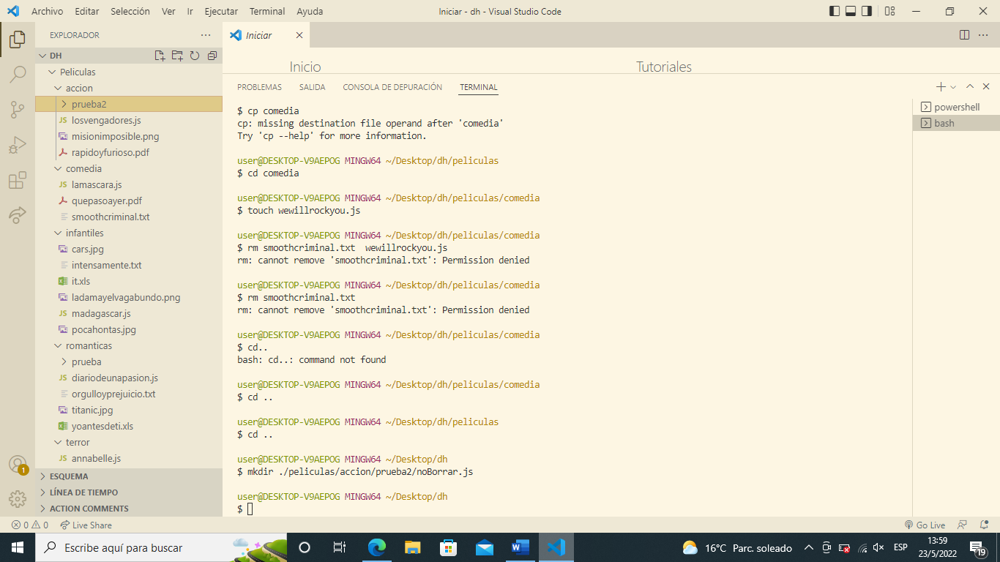 Archivo Editar Selección Ver Ir Ejecutar Terminal Ayuda
Iniciar - dh - Visual Studio Code
EXPLORADOR
DH
Peliculas
accion
prueba2
losvengadores.js
misionimposible.png
rapidoyfurioso.pdf
comedia
lamascara.js
quepasoayer.pdf
smoothcriminal.txt
infantiles
cars.jpg
intensamente.txt
it.xls
ladamayelvagabundo.png
madagascar.js
pocahontas.jpg
romanticas
prueba
diariodeunapasion.js
orgulloyprejuicio.txt
titanic.jpg
yoantesdeti.xls
terror
annabelle.js
ESQUEMA
LÍNEA DE TIEMPO
ACTION COMMENTS
Iniciar
Inicio Tutoriales
PROBLEMAS SALIDA CONSOLA DE DEPURACIÓN TERMINAL
$ cp comedia
cp: missing destination file operand after 'comedia'
Try 'cp --help' for more information.
user@DESKTOP-V9AEPOG MINGW64 ~/Desktop/dh/peliculas
$ cd comedia
user@DESKTOP-V9AEPOG MINGW64 ~/Desktop/dh/peliculas/comedia
$ touch wewillrockyou.js
user@DESKTOP-V9AEPOG MINGW64 ~/Desktop/dh/peliculas/comedia
$ rm smoothcriminal.txt  wewillrockyou.js
rm: cannot remove 'smoothcriminal.txt': Permission denied
user@DESKTOP-V9AEPOG MINGW64 ~/Desktop/dh/peliculas/comedia
$ rm smoothcriminal.txt
rm: cannot remove 'smoothcriminal.txt': Permission denied
user@DESKTOP-V9AEPOG MINGW64 ~/Desktop/dh/peliculas/comedia
$ cd..
bash: cd..: command not found
user@DESKTOP-V9AEPOG MINGW64 ~/Desktop/dh/peliculas/comedia
$ cd ..
user@DESKTOP-V9AEPOG MINGW64 ~/Desktop/dh/peliculas
$ cd ..
user@DESKTOP-V9AEPOG MINGW64 ~/Desktop/dh
$ mkdir ./peliculas/accion/prueba2/noBorrar.js
user@DESKTOP-V9AEPOG MINGW64 ~/Desktop/dh
$
powershell
bash
1
0 0 Live Share
Go Live
Escribe aquí para buscar
16°C Parc. soleado
ESP
13:59
23/5/2022
19